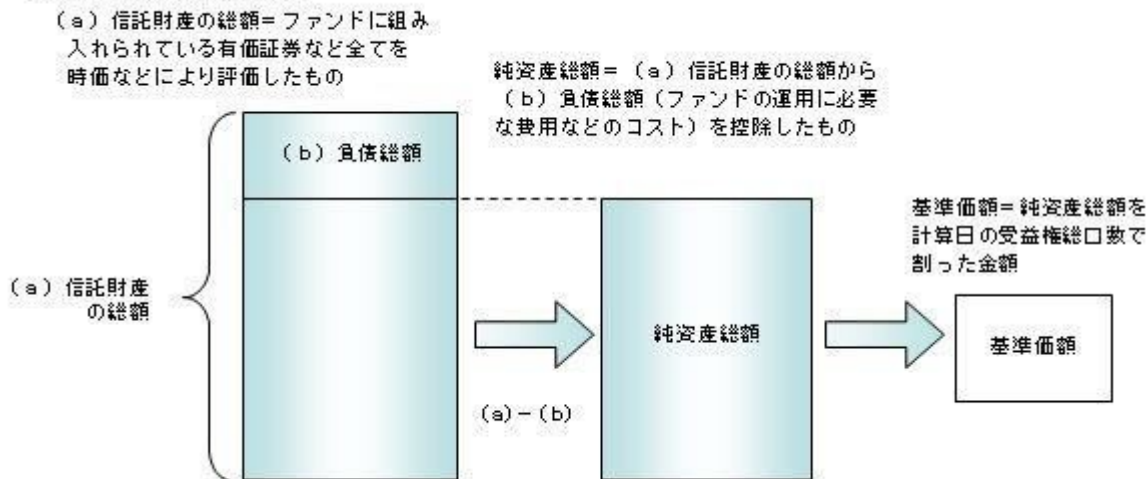 (a)信託財産の総額=ファンドに組み
入れられている有価証券など全てを
時価などにより評価したもの
純資産総額=(a)信託財産の総額から
(b)負債総額(ファンドの運用に必要
な費用などのコスト)を控除したもの
(b)負債総額
基準価額=純資産総額を
計算日の受益権総口数で
割った金額
(a)信託財産
の総額
純資産総額
基準価額
(a)-(b)